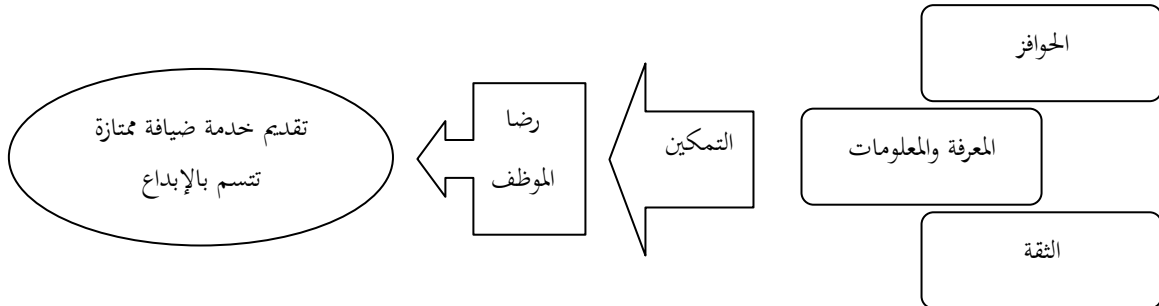 الحوافز
المعرفة والمعلومات
الثقة
التمكين
رضا
الموظف
تقديم خدمة ضيافة ممتازة
تتسم بالإبداع